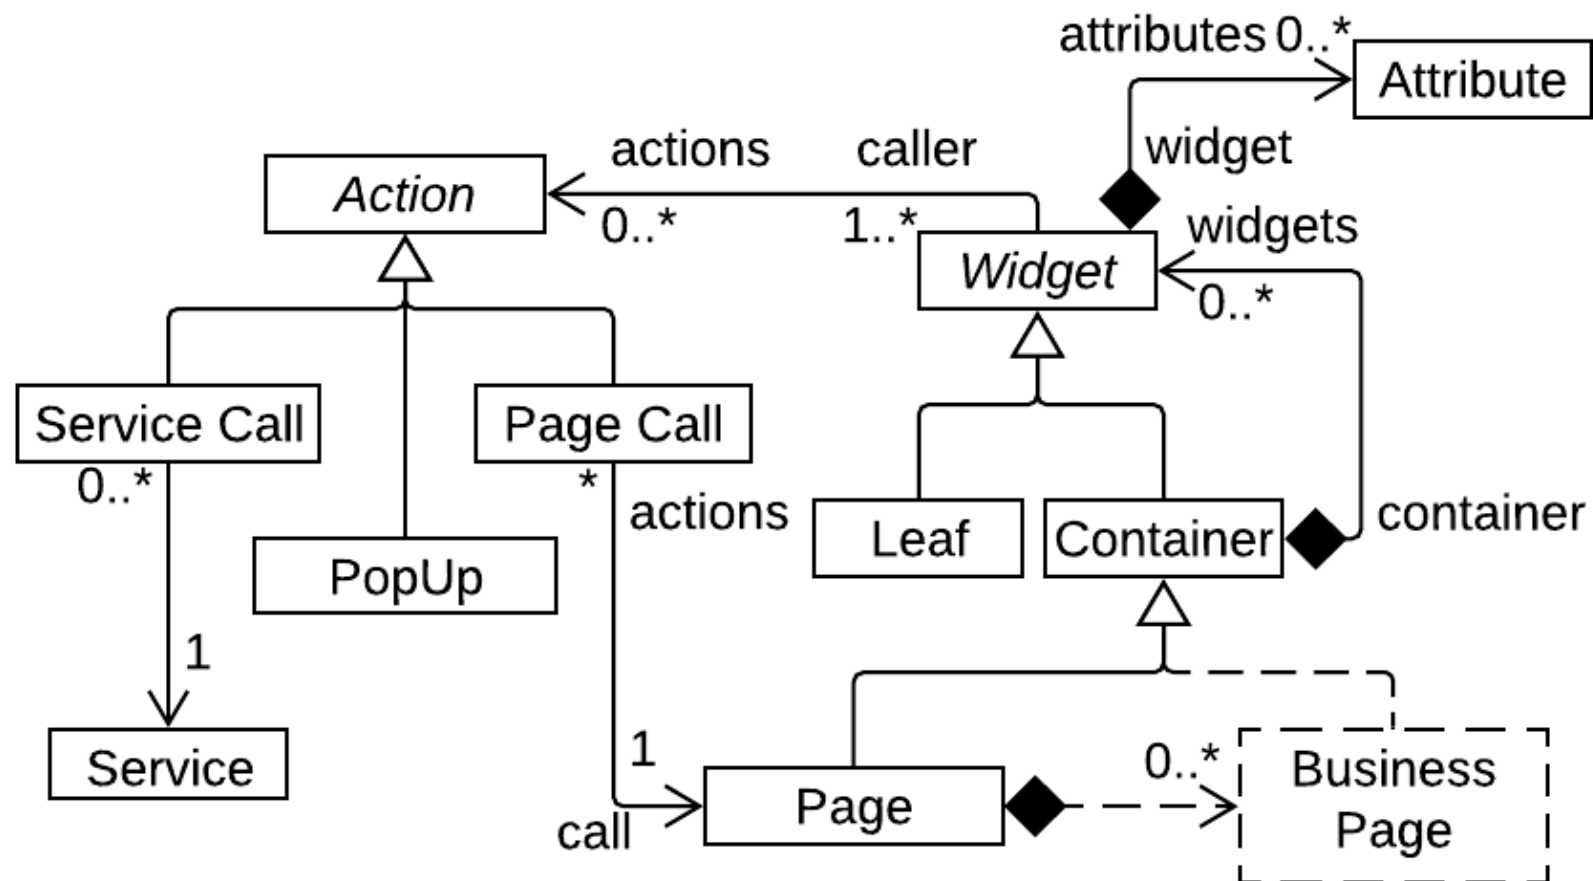 attributes 0..*
Attribute
actions
caller
widget
Action
0..*
1..*
widgets
Widget
0..*
Service Call
Page Call
0..*
*
actions
Leaf
Container
container
PopUp
1
Service
1
0..*
Business
Page
Page
call